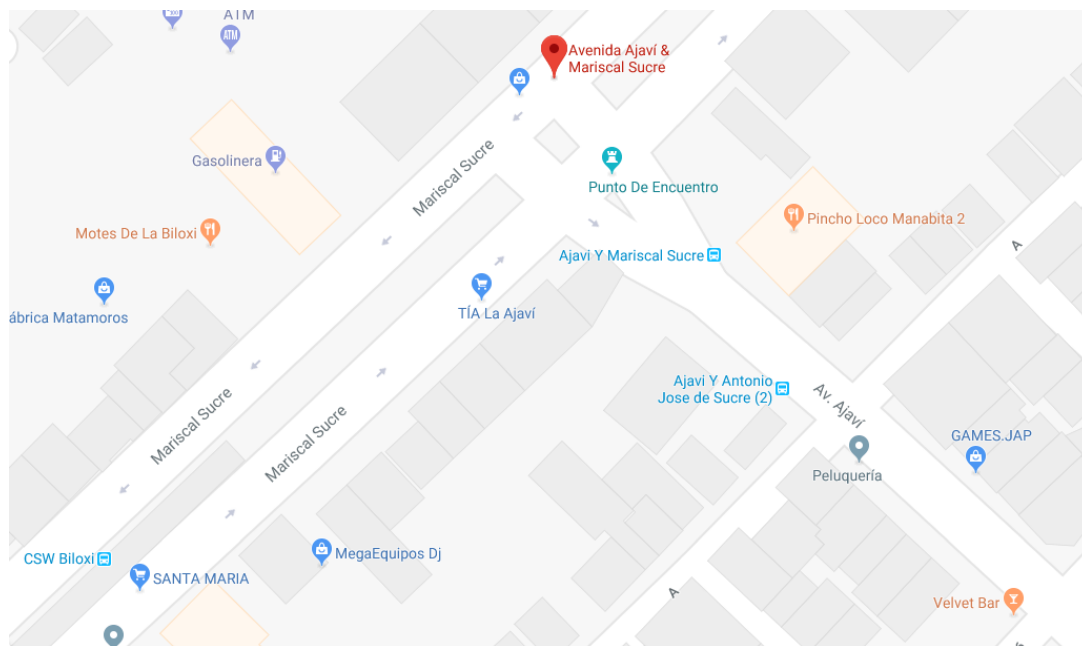 ATM
ATM
Avenida Ajaví &
Mariscal Sucre
Gasolinera
Mariscal Sucre
Punto De Encuentro
Motes De La Biloxi
Pincho Loco Manabita 2
Ajavi Y Mariscal Sucre
TÍA La Ajaví
ábrica Matamoros
Ajavi Y Antonio
Jose de Sucre (2)
Av. Ajaví
Mariscal Sucre
Mariscal Sucre
GAMES.JAP
Peluquería
CSW Biloxi
MegaEquipos Dj
SANTA MARIA
A
A
Velvet Bar